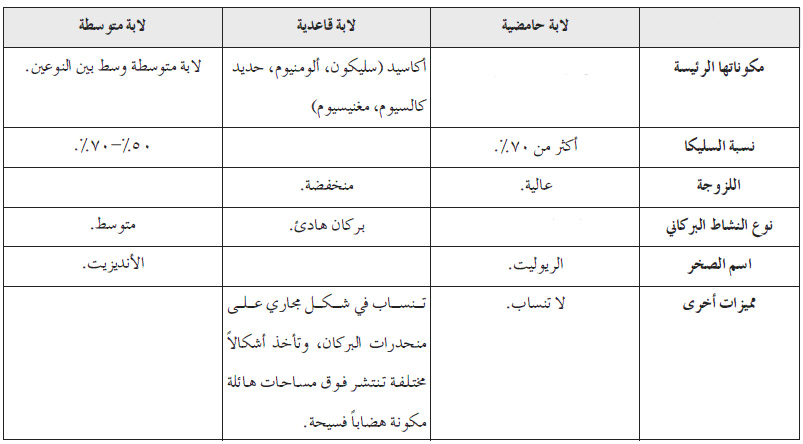 لابة حامضية لابة قاعدية لابة متوسطة
مكوناتها الرئيسة أكاسيد (سليكون، ألومنيوم، حديد لابة متوسطة وسط بين النوعين.
كالسيوم، مغنيسيوم)
نسبة السليكا أكثر من ٧٠٪. ٥٠٪–٧٠٪.
اللزوجة عالية. منخفضة.
نوع النشاط البركاني بركان هادئ. متوسط.
اسم الصخر الريوليت. الأنديزيت.
مميزات أخرى لا تنساب. تنساب في شكل مجاري على
منحدرات البركان، وتأخذ أشكالاً
مختلفة تنتشر فوق مساحات هائلة
مكونة هضاباً فسيحة.